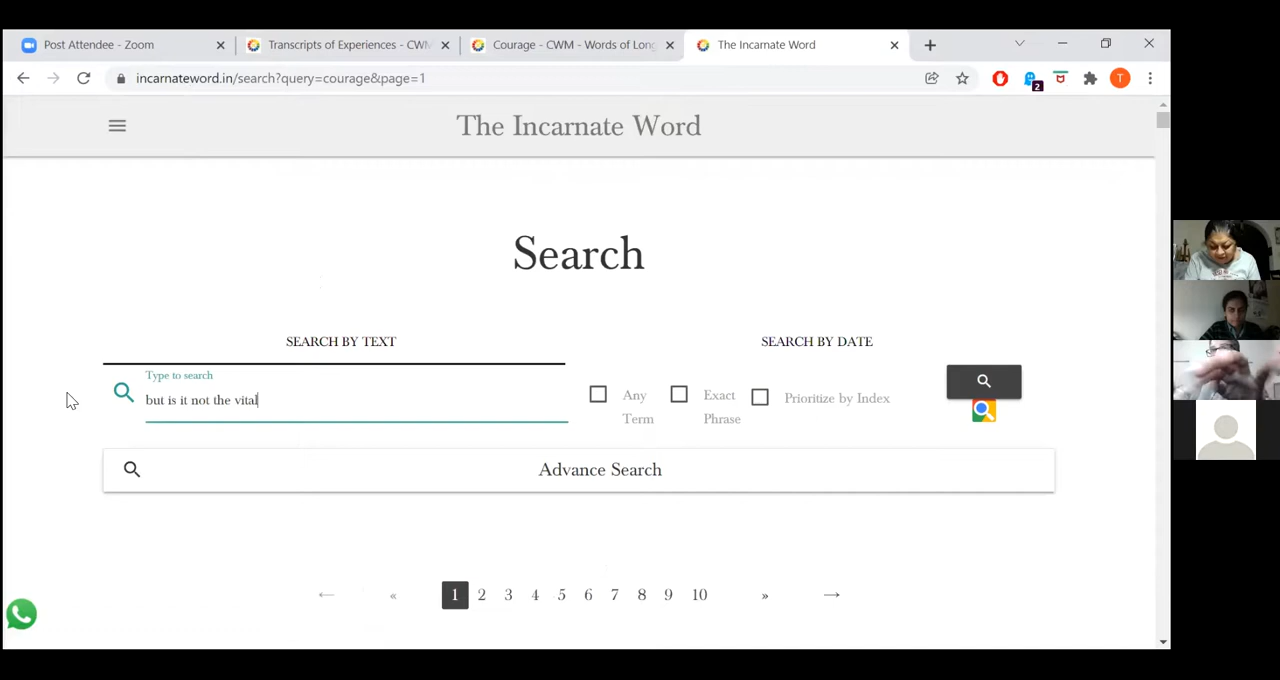 Post Attendee - Zoom
Transcripts of Experiences - CWM
Courage - CWM - Words of Long
The Incarnate Word
incarnateword.in/search?query=courage&page=1
2
T
The Incarnate Word
Search
SEARCH BY TEXT
SEARCH BY DATE
Type to search
but is it not the vital
Any
Term
Exact
Phrase
Prioritize by Index
Advance Search
← « 1 2 3 4 5 6 7 8 9 10 » →